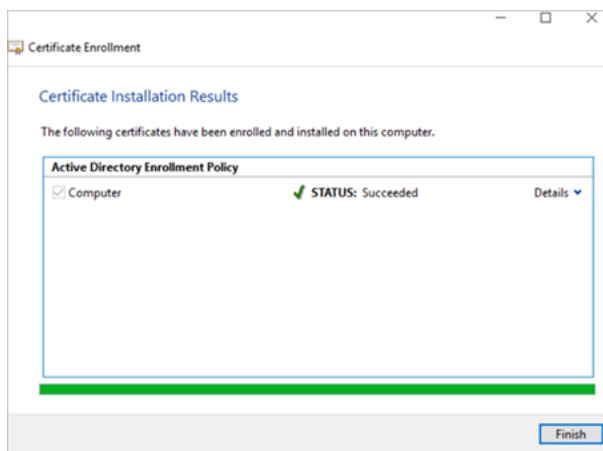 Certificate Enrollment
Certificate Installation Results
The following certificates have been enrolled and installed on this computer.
Active Directory Enrollment Policy
Computer STATUS: Succeeded Details
Finish